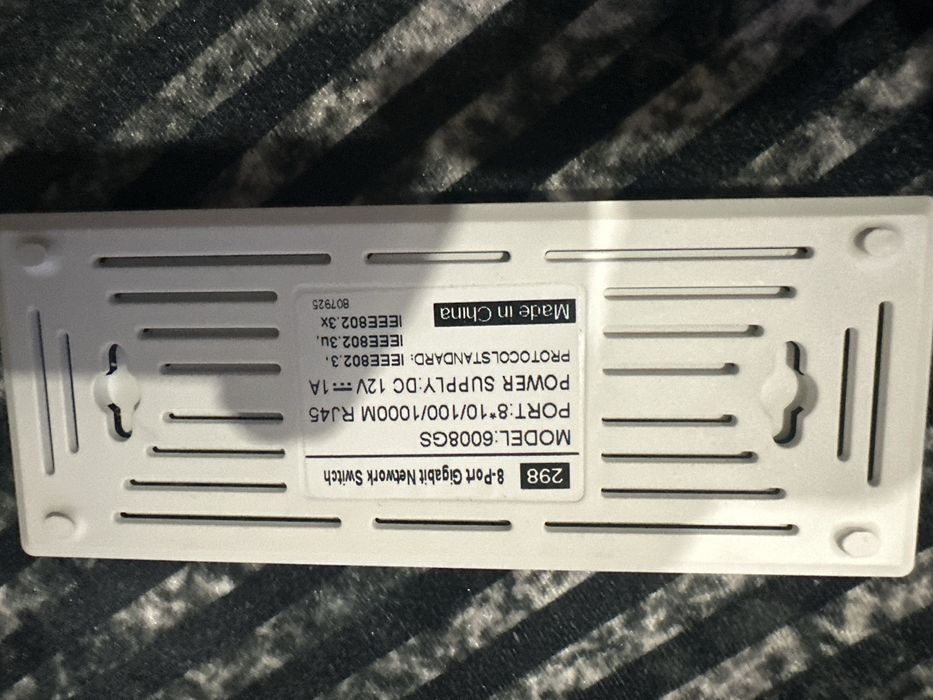 298 8-Port Gigabit Network Switch
MODEL:6008GS
PORT:8*10/100/1000M RJ45
POWER SUPPLY:DC 12V⎓1A
PROTOCOLSTANDARD: IEEE802.3,
IEEE802.3u,
IEEE802.3x
Made in China
807925